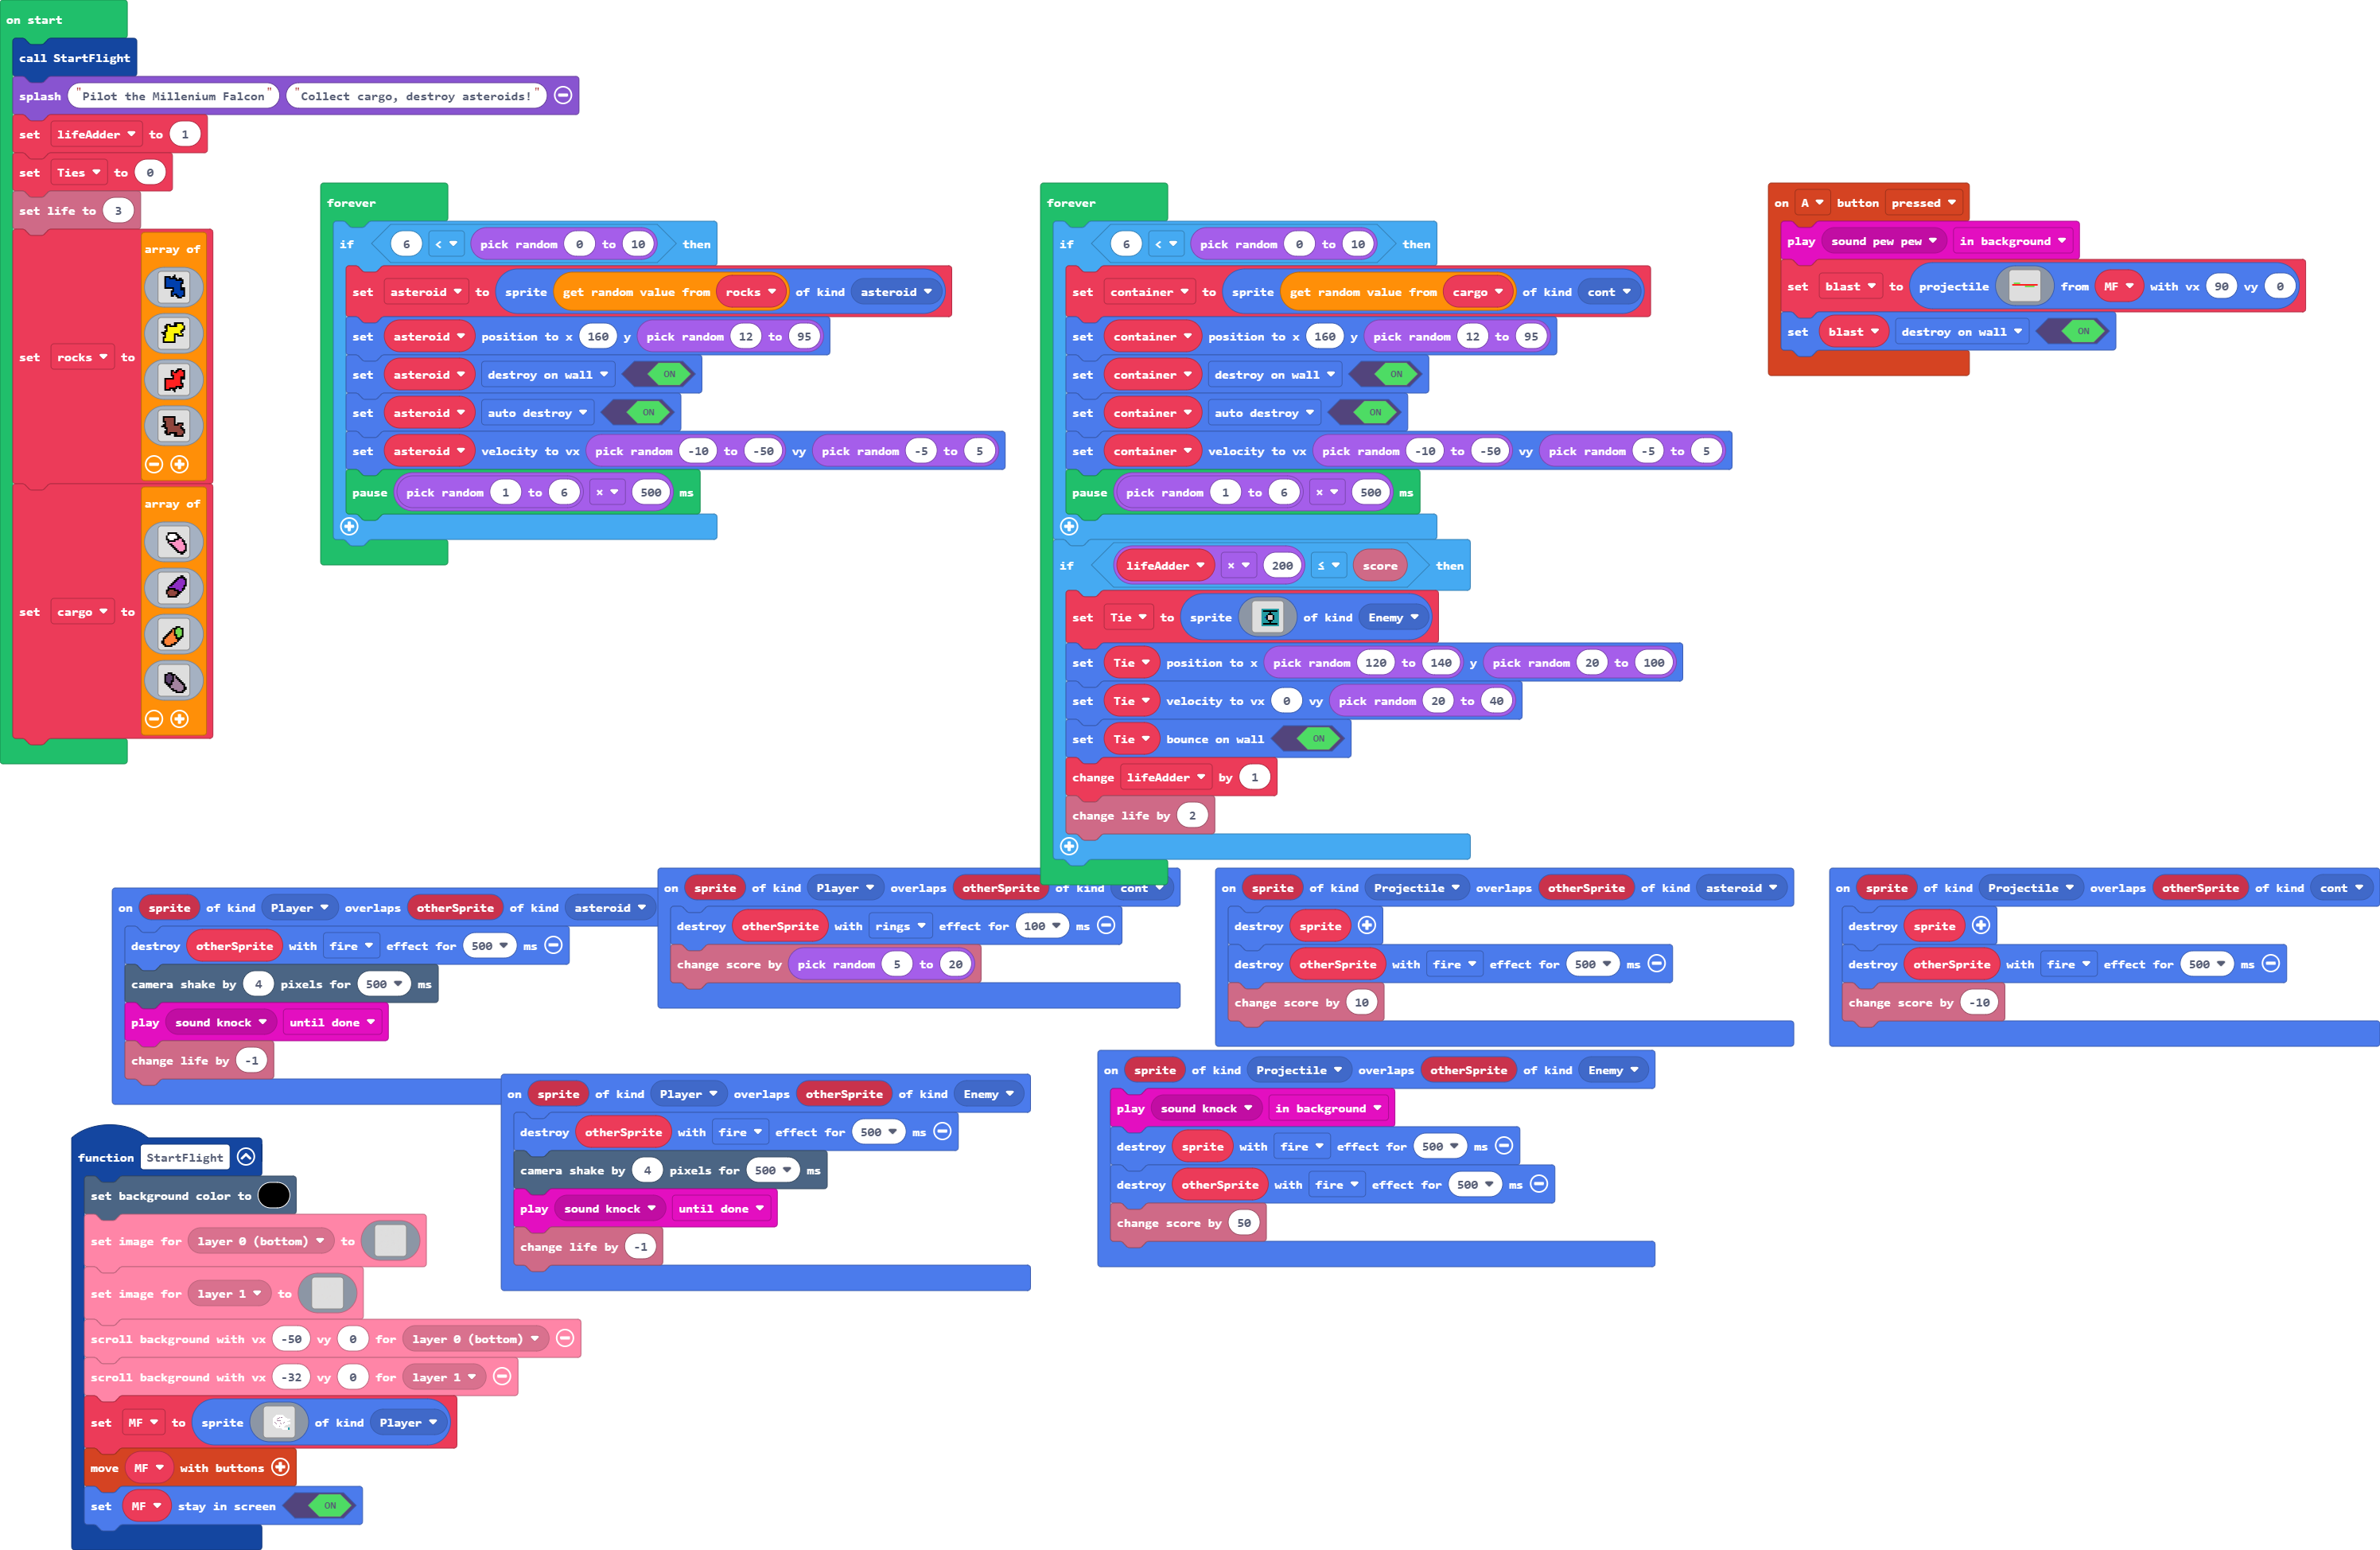 on start
call StartFlight
splash "Pilot the Millenium Falcon" "Collect cargo, destroy asteroids!"
set lifeAdder to 1
set Ties to 0
set life to 3
set rocks to array of
set cargo to array of
forever
if 6 < pick random 0 to 10 then
set asteroid to sprite get random value from rocks of kind asteroid
set asteroid position to x 160 y pick random 12 to 95
set asteroid destroy on wall ON
set asteroid auto destroy ON
set asteroid velocity to vx pick random -10 to -50 vy pick random -5 to 5
pause pick random 1 to 6 × 500 ms
forever
if 6 < pick random 0 to 10 then
set container to sprite get random value from cargo of kind cont
set container position to x 160 y pick random 12 to 95
set container destroy on wall ON
set container auto destroy ON
set container velocity to vx pick random -10 to -50 vy pick random -5 to 5
pause pick random 1 to 6 × 500 ms
if lifeAdder × 200 ≤ score then
set Tie to sprite of kind Enemy
set Tie position to x pick random 120 to 140 y pick random 20 to 100
set Tie velocity to vx 0 vy pick random 20 to 40
set Tie bounce on wall ON
change lifeAdder by 1
change life by 2
on A button pressed
play sound pew pew in background
set blast to projectile from MF with vx 90 vy 0
set blast destroy on wall ON
on sprite of kind Player overlaps otherSprite of kind asteroid
destroy otherSprite with fire effect for 500 ms
camera shake by 4 pixels for 500 ms
play sound knock until done
change life by -1
on sprite of kind Player overlaps otherSprite of kind cont
destroy otherSprite with rings effect for 100 ms
change score by pick random 5 to 20
on sprite of kind Projectile overlaps otherSprite of kind asteroid
destroy sprite
destroy otherSprite with fire effect for 500 ms
change score by 10
on sprite of kind Projectile overlaps otherSprite of kind cont
destroy sprite
destroy otherSprite with fire effect for 500 ms
change score by -10
on sprite of kind Player overlaps otherSprite of kind Enemy
destroy otherSprite with fire effect for 500 ms
camera shake by 4 pixels for 500 ms
play sound knock until done
change life by -1
on sprite of kind Projectile overlaps otherSprite of kind Enemy
play sound knock in background
destroy sprite with fire effect for 500 ms
destroy otherSprite with fire effect for 500 ms
change score by 50
function StartFlight
set background color to
set image for layer 0 (bottom) to
set image for layer 1 to
scroll background with vx -50 vy 0 for layer 0 (bottom)
scroll background with vx -32 vy 0 for layer 1
set MF to sprite of kind Player
move MF with buttons
set MF stay in screen ON